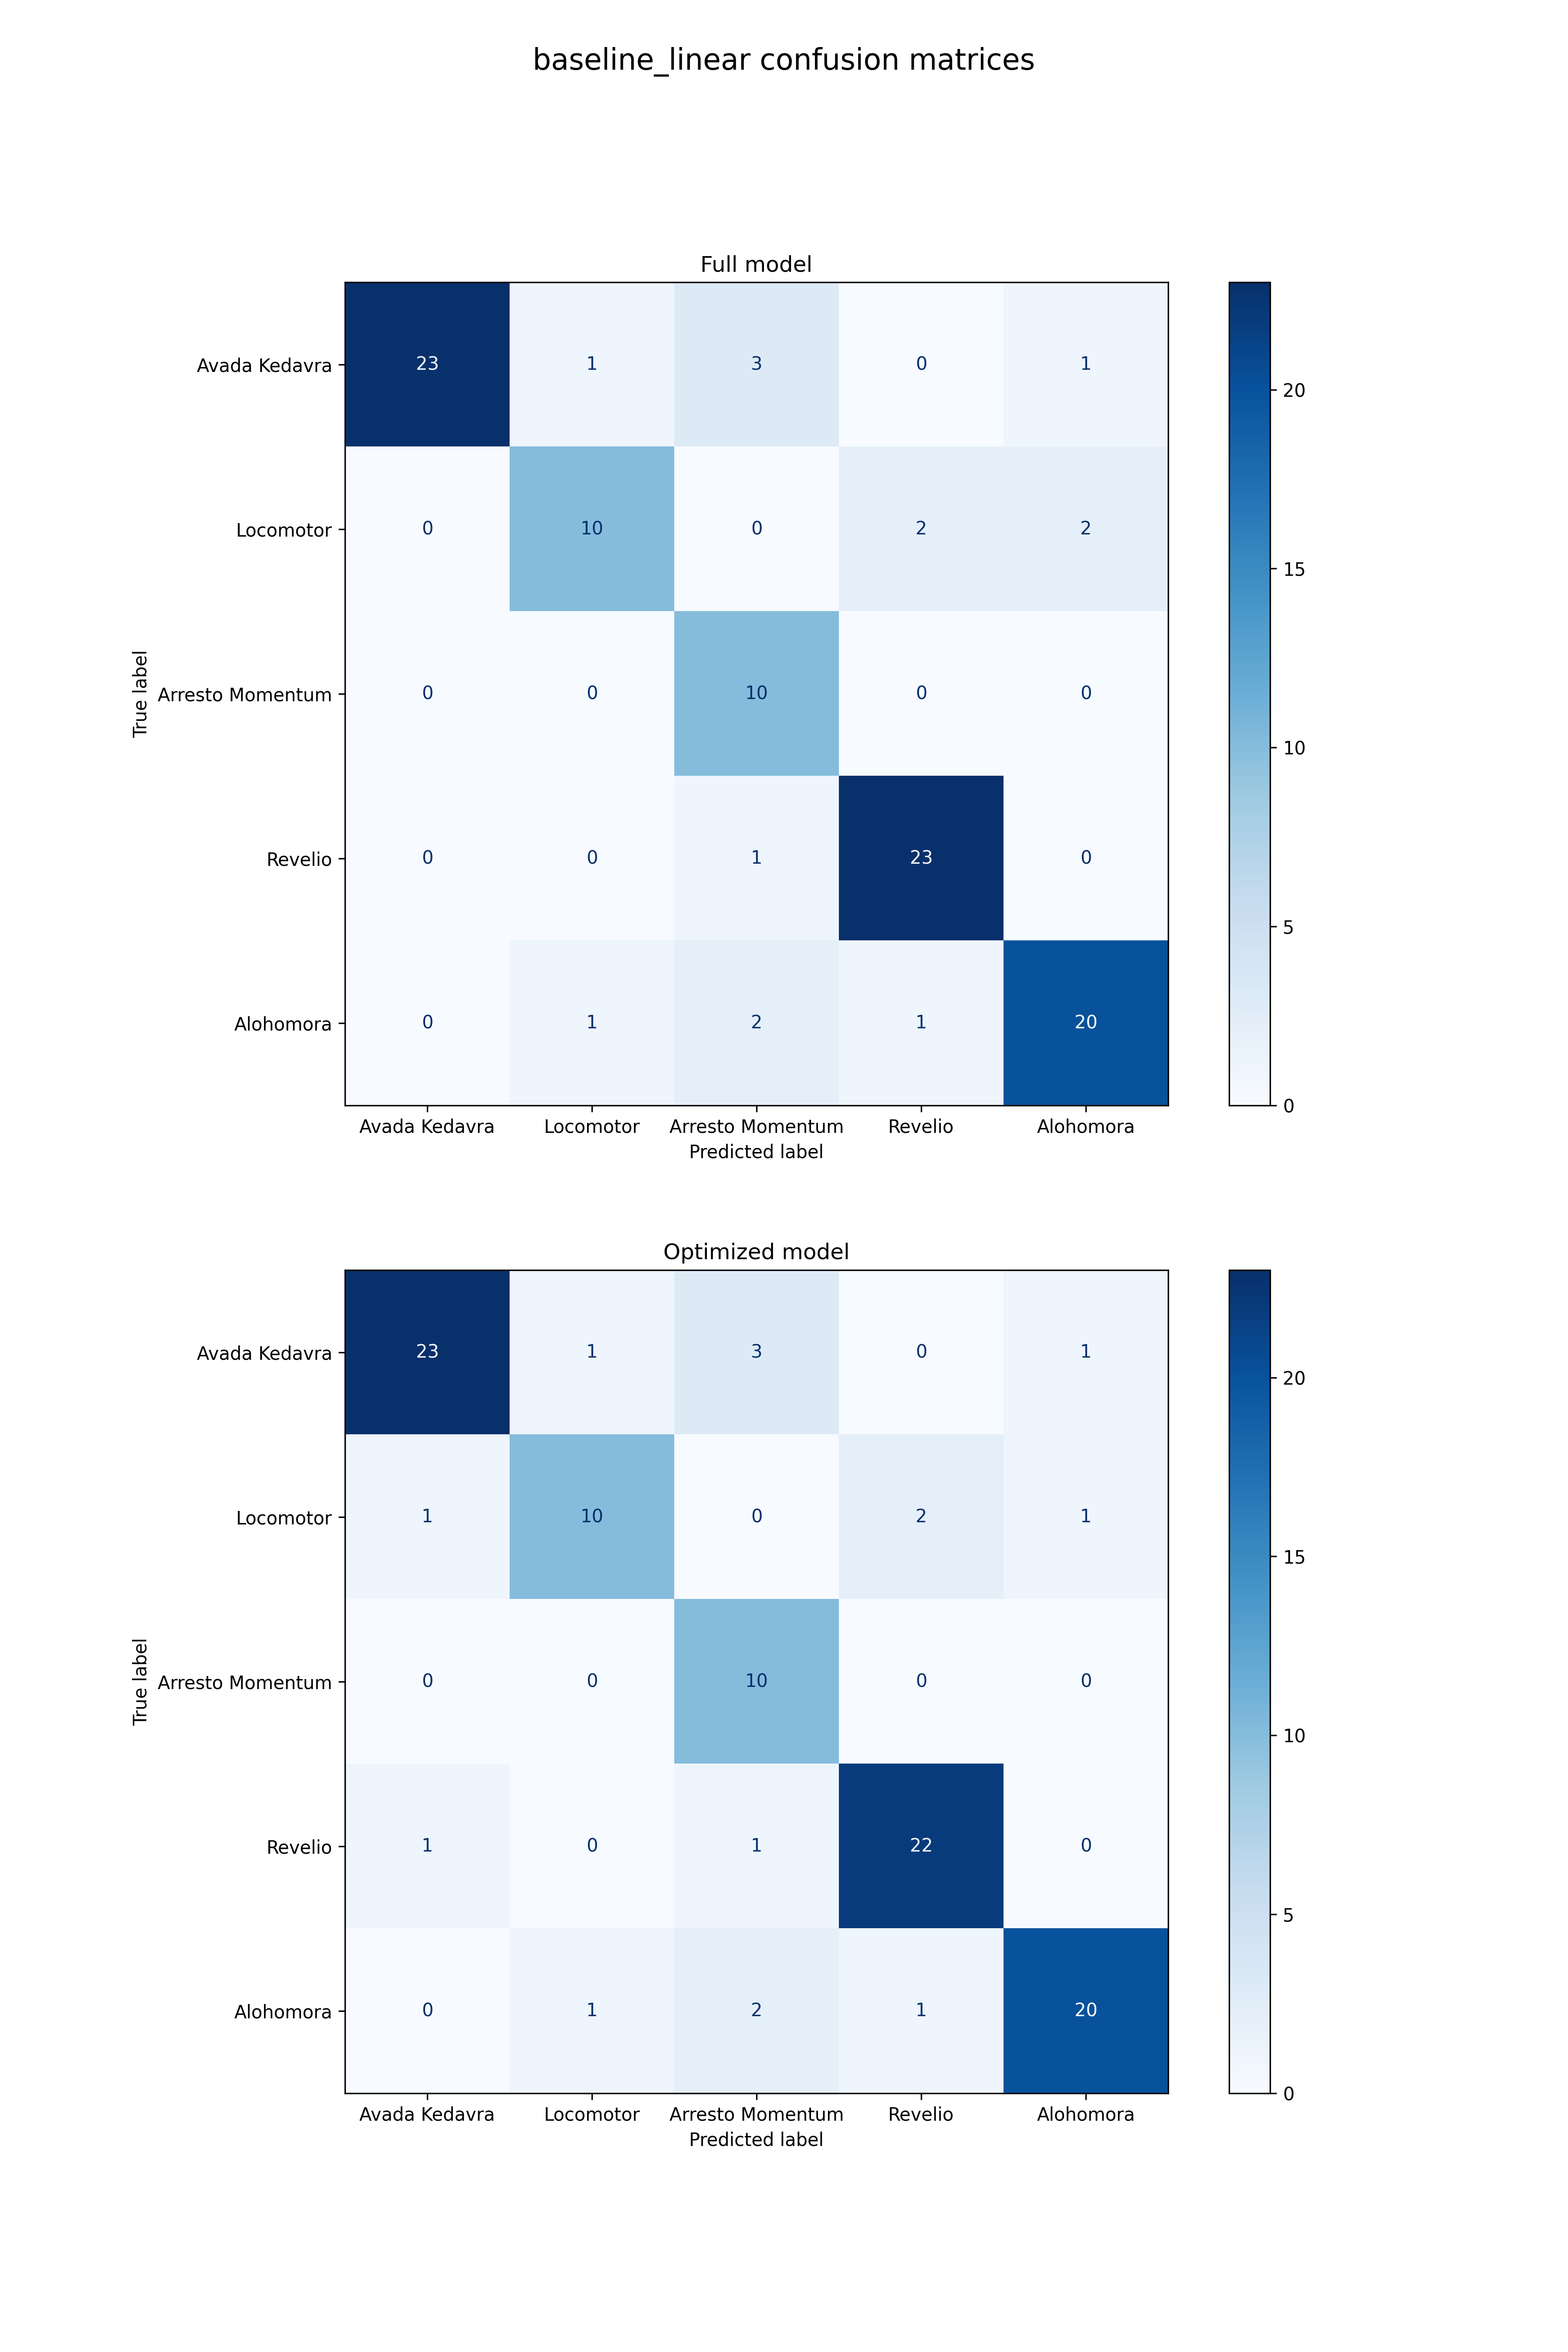 baseline_linear confusion matrices
Full model
Avada Kedavra 23 1 3 0 1
Locomotor 0 10 0 2 2
Arresto Momentum 0 0 10 0 0
Revelio 0 0 1 23 0
Alohomora 0 1 2 1 20
True label
Avada Kedavra Locomotor Arresto Momentum Revelio Alohomora
Predicted label
20
15
10
5
0
Optimized model
Avada Kedavra 23 1 3 0 1
Locomotor 1 10 0 2 1
Arresto Momentum 0 0 10 0 0
Revelio 1 0 1 22 0
Alohomora 0 1 2 1 20
True label
Avada Kedavra Locomotor Arresto Momentum Revelio Alohomora
Predicted label
20
15
10
5
0